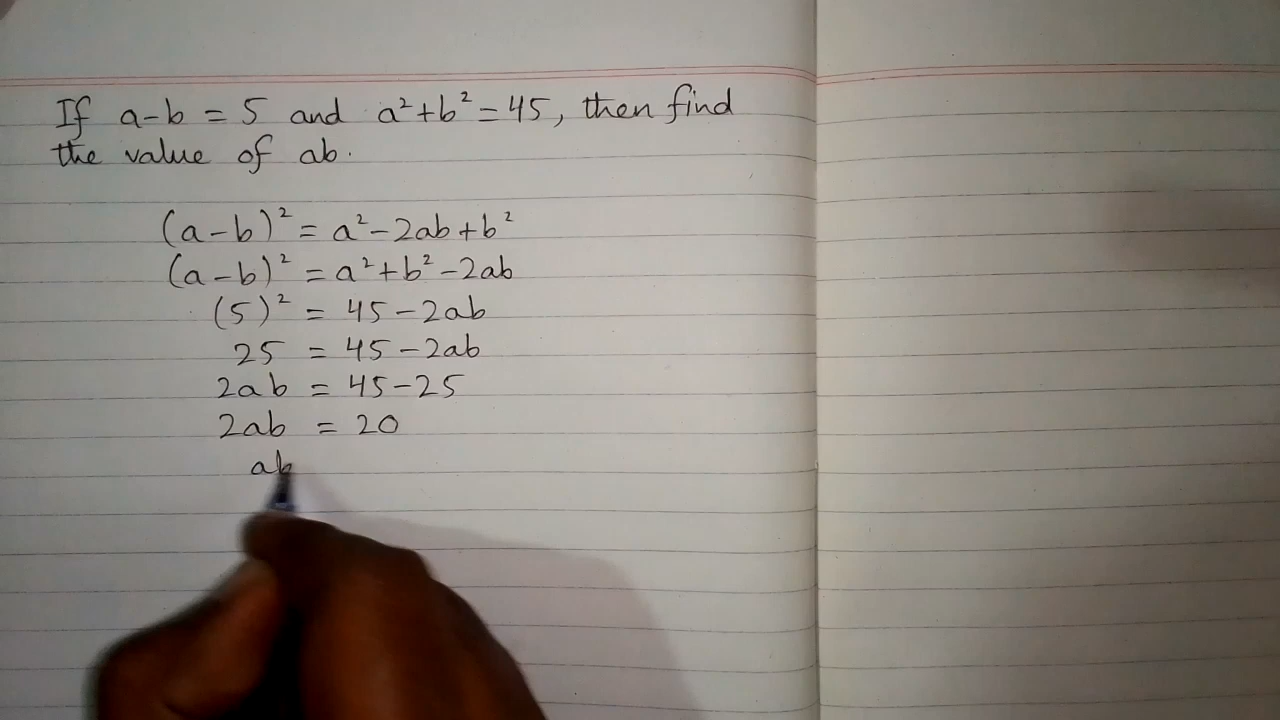 If a-b = 5 and a²+b² = 45, then find
the value of ab.
(a-b)² = a²-2ab+b²
(a-b)² = a²+b²-2ab
(5)² = 45-2ab
25 = 45-2ab
2ab = 45-25
2ab = 20
ab